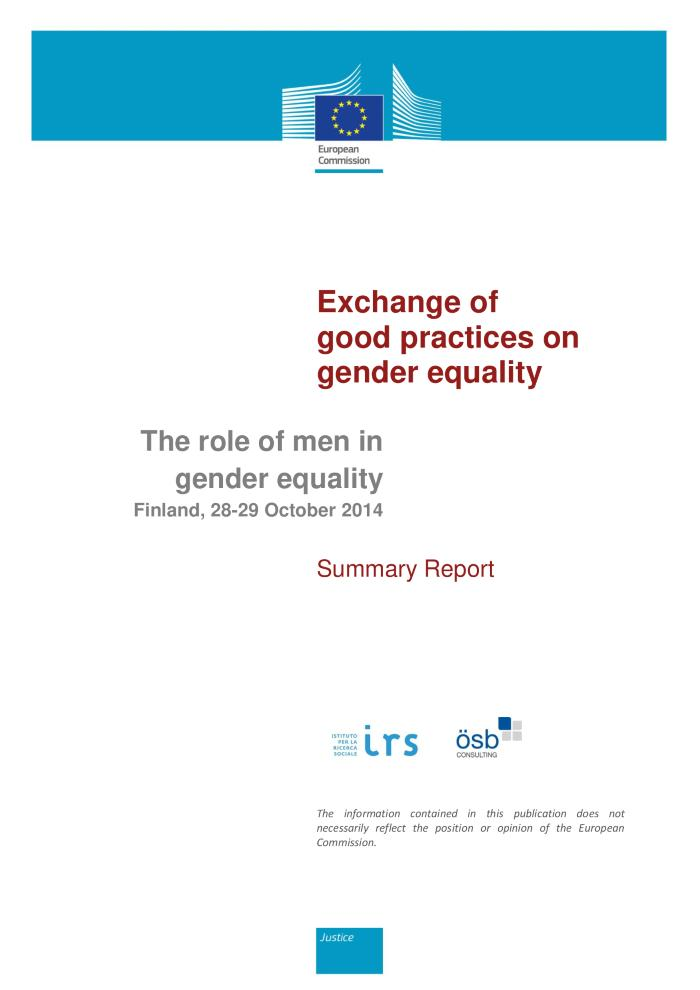 European
Commission
Exchange of
good practices on
gender equality
The role of men in
gender equality
Finland, 28-29 October 2014
Summary Report
ISTITUTO
PER LA
RICERCA
SOCIALE
irs
ösb
CONSULTING
The information contained in this publication does not
necessarily reflect the position or opinion of the European
Commission.
Justice